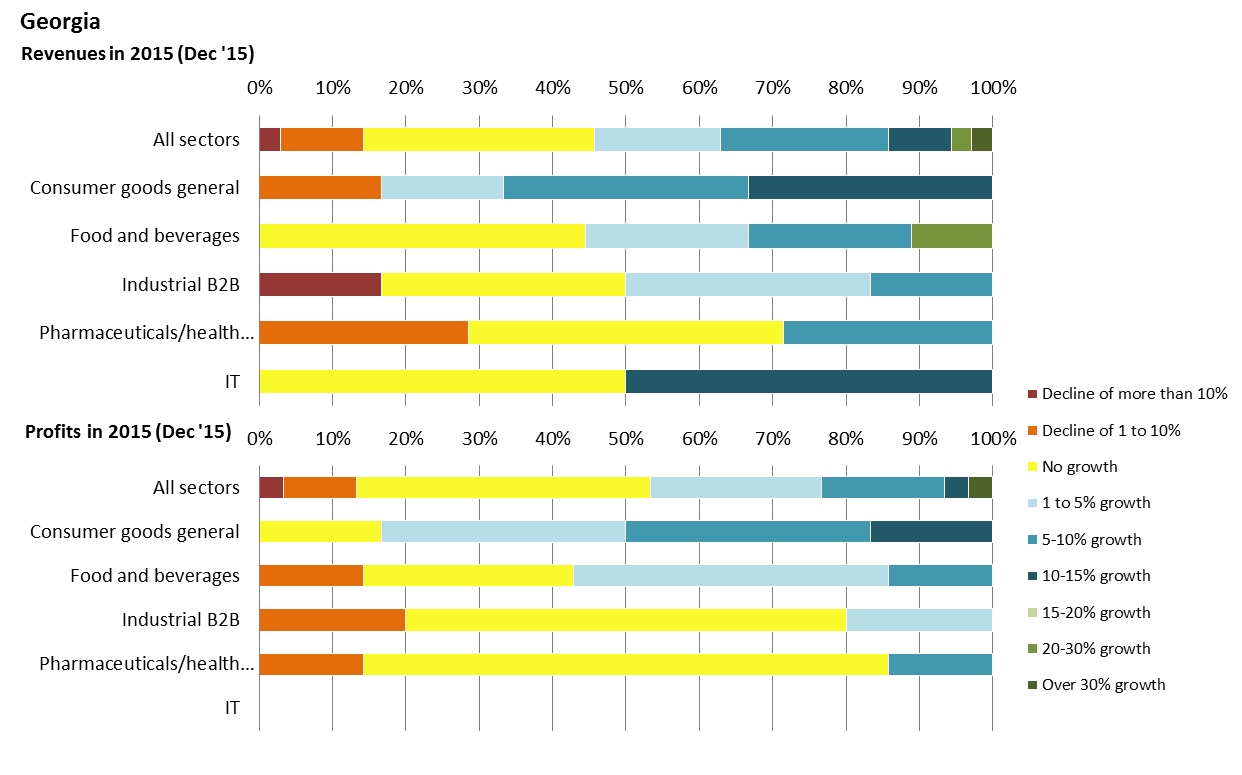 Georgia
Revenues in 2015 (Dec '15)
0% 10% 20% 30% 40% 50% 60% 70% 80% 90% 100%
All sectors
Consumer goods general
Food and beverages
Industrial B2B
Pharmaceuticals/health...
IT
Profits in 2015 (Dec '15)
0% 10% 20% 30% 40% 50% 60% 70% 80% 90% 100%
All sectors
Consumer goods general
Food and beverages
Industrial B2B
Pharmaceuticals/health...
IT
Decline of more than 10%
Decline of 1 to 10%
No growth
1 to 5% growth
5-10% growth
10-15% growth
15-20% growth
20-30% growth
Over 30% growth